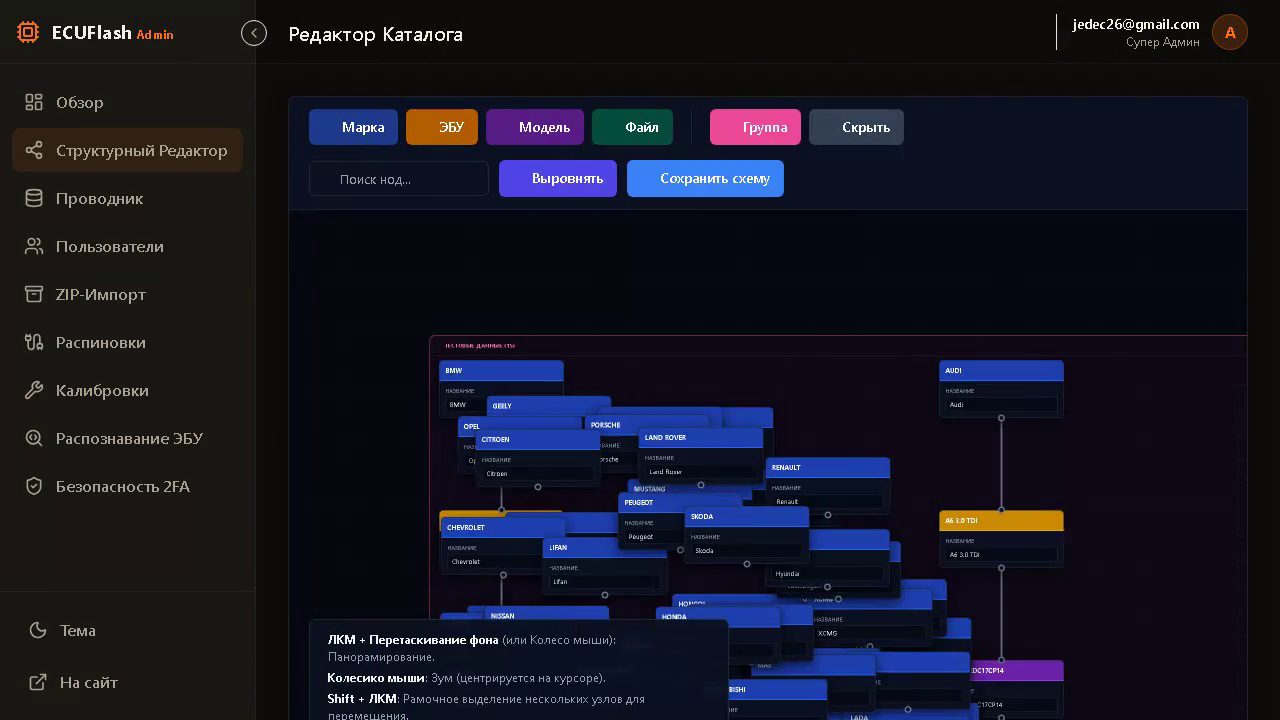 ECUFlash Admin
Редактор Каталога
jedec26@gmail.com
Супер Админ
A
Обзор
Структурный Редактор
Проводник
Пользователи
ZIP-Импорт
Распиновки
Калибровки
Распознавание ЭБУ
Безопасность 2FA
Тема
На сайт
Марка
ЭБУ
Модель
Файл
Группа
Скрыть
Поиск нод...
Выровнять
Сохранить схему
BMW
НАЗВАНИЕ
BMW
GEELY
OPEL
PORSCHE
CITROEN
НАЗВАНИЕ
Citroen
LAND ROVER
НАЗВАНИЕ
Land Rover
RENAULT
НАЗВАНИЕ
Renault
MUSTANG
PEUGEOT
НАЗВАНИЕ
Peugeot
SKODA
НАЗВАНИЕ
Skoda
CHEVROLET
НАЗВАНИЕ
Chevrolet
LIFAN
НАЗВАНИЕ
Lifan
Hyundai
NISSAN
HONDA
XCMG
AUDI
НАЗВАНИЕ
Audi
A6 3.0 TDI
НАЗВАНИЕ
A6 3.0 TDI
DC17CP14
C17CP14
BISHI
LADA
ЛКМ + Перетаскивание фона (или Колесо мыши):
Панорамирование.
Колесико мыши: Зум (центрируется на курсоре).
Shift + ЛКМ: Рамочное выделение нескольких узлов для
перемещения.